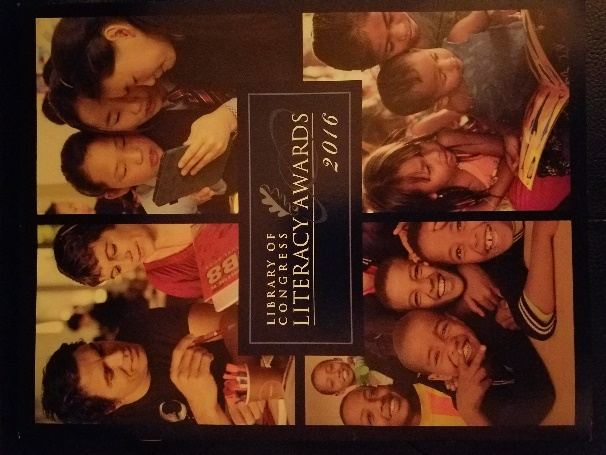 LIBRARY OF
CONGRESS
LITERACY AWARDS
2016